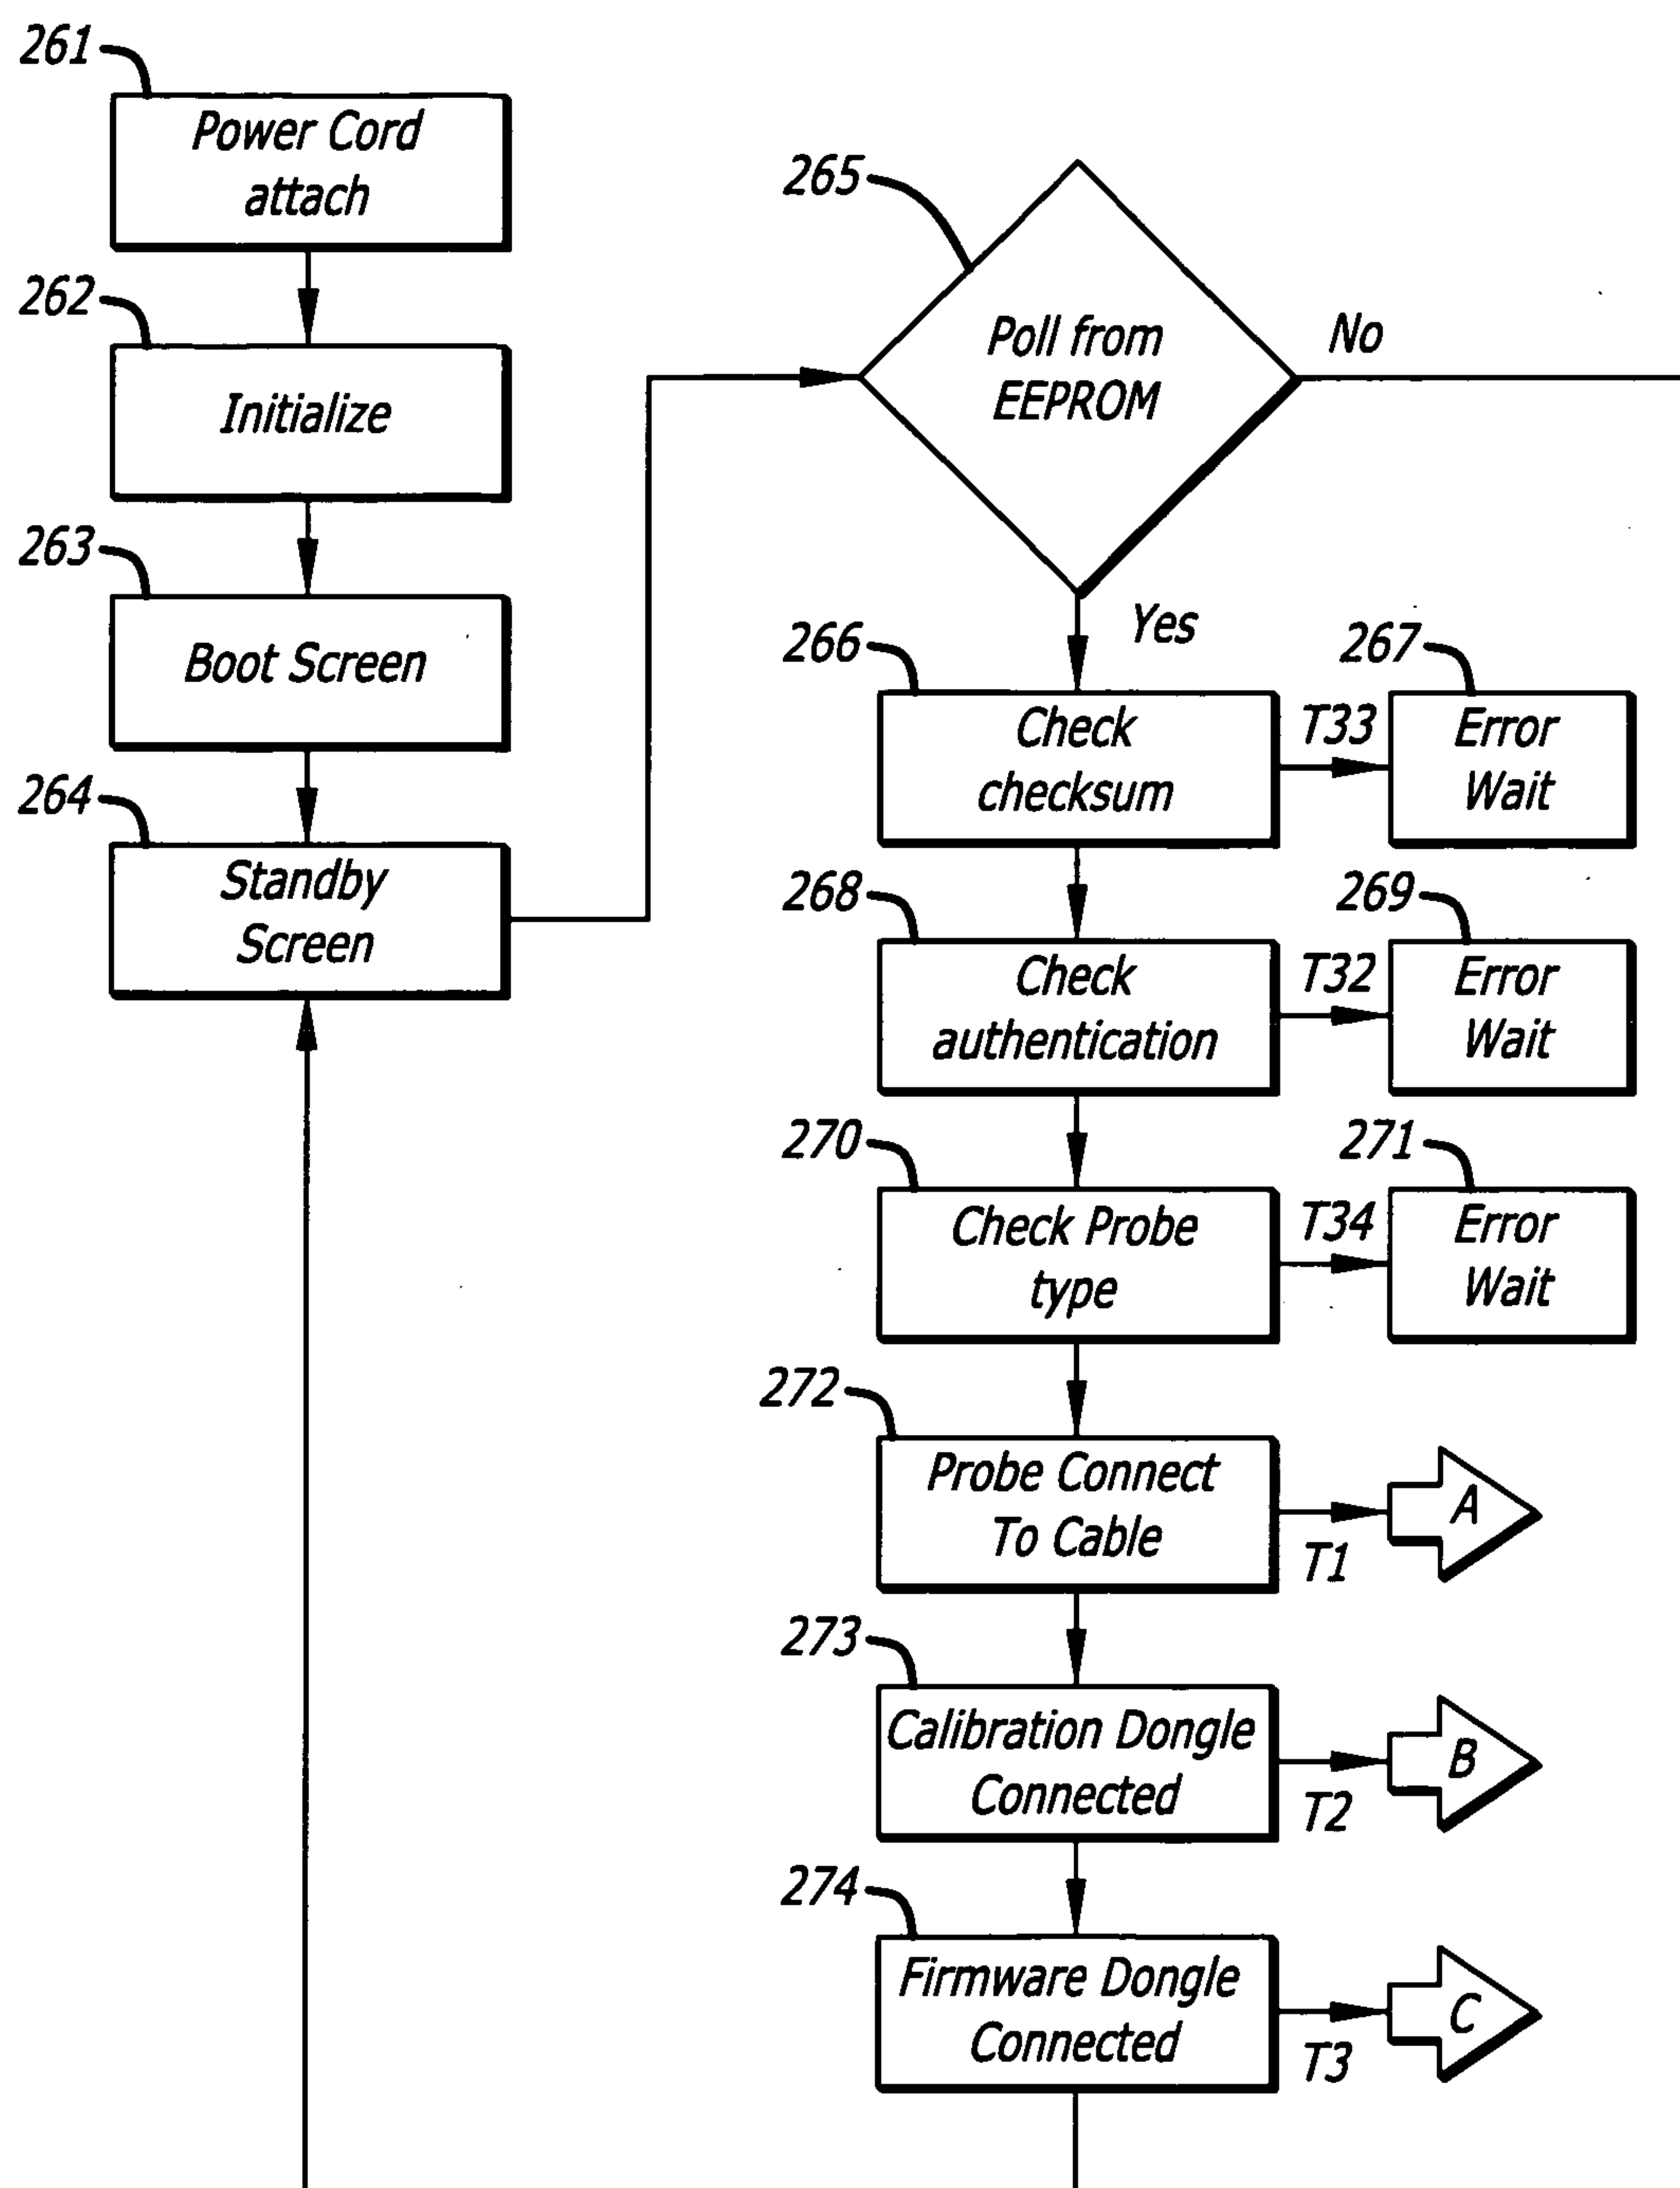 261
Power Cord
attach
262
Initialize
263
Boot Screen
264
Standby
Screen
265
Poll from
EEPROM
No
Yes
266
Check
checksum
T33
267
Error
Wait
268
Check
authentication
T32
269
Error
Wait
270
Check Probe
type
T34
271
Error
Wait
272
Probe Connect
To Cable
T1
A
273
Calibration Dongle
Connected
T2
B
274
Firmware Dongle
Connected
T3
C